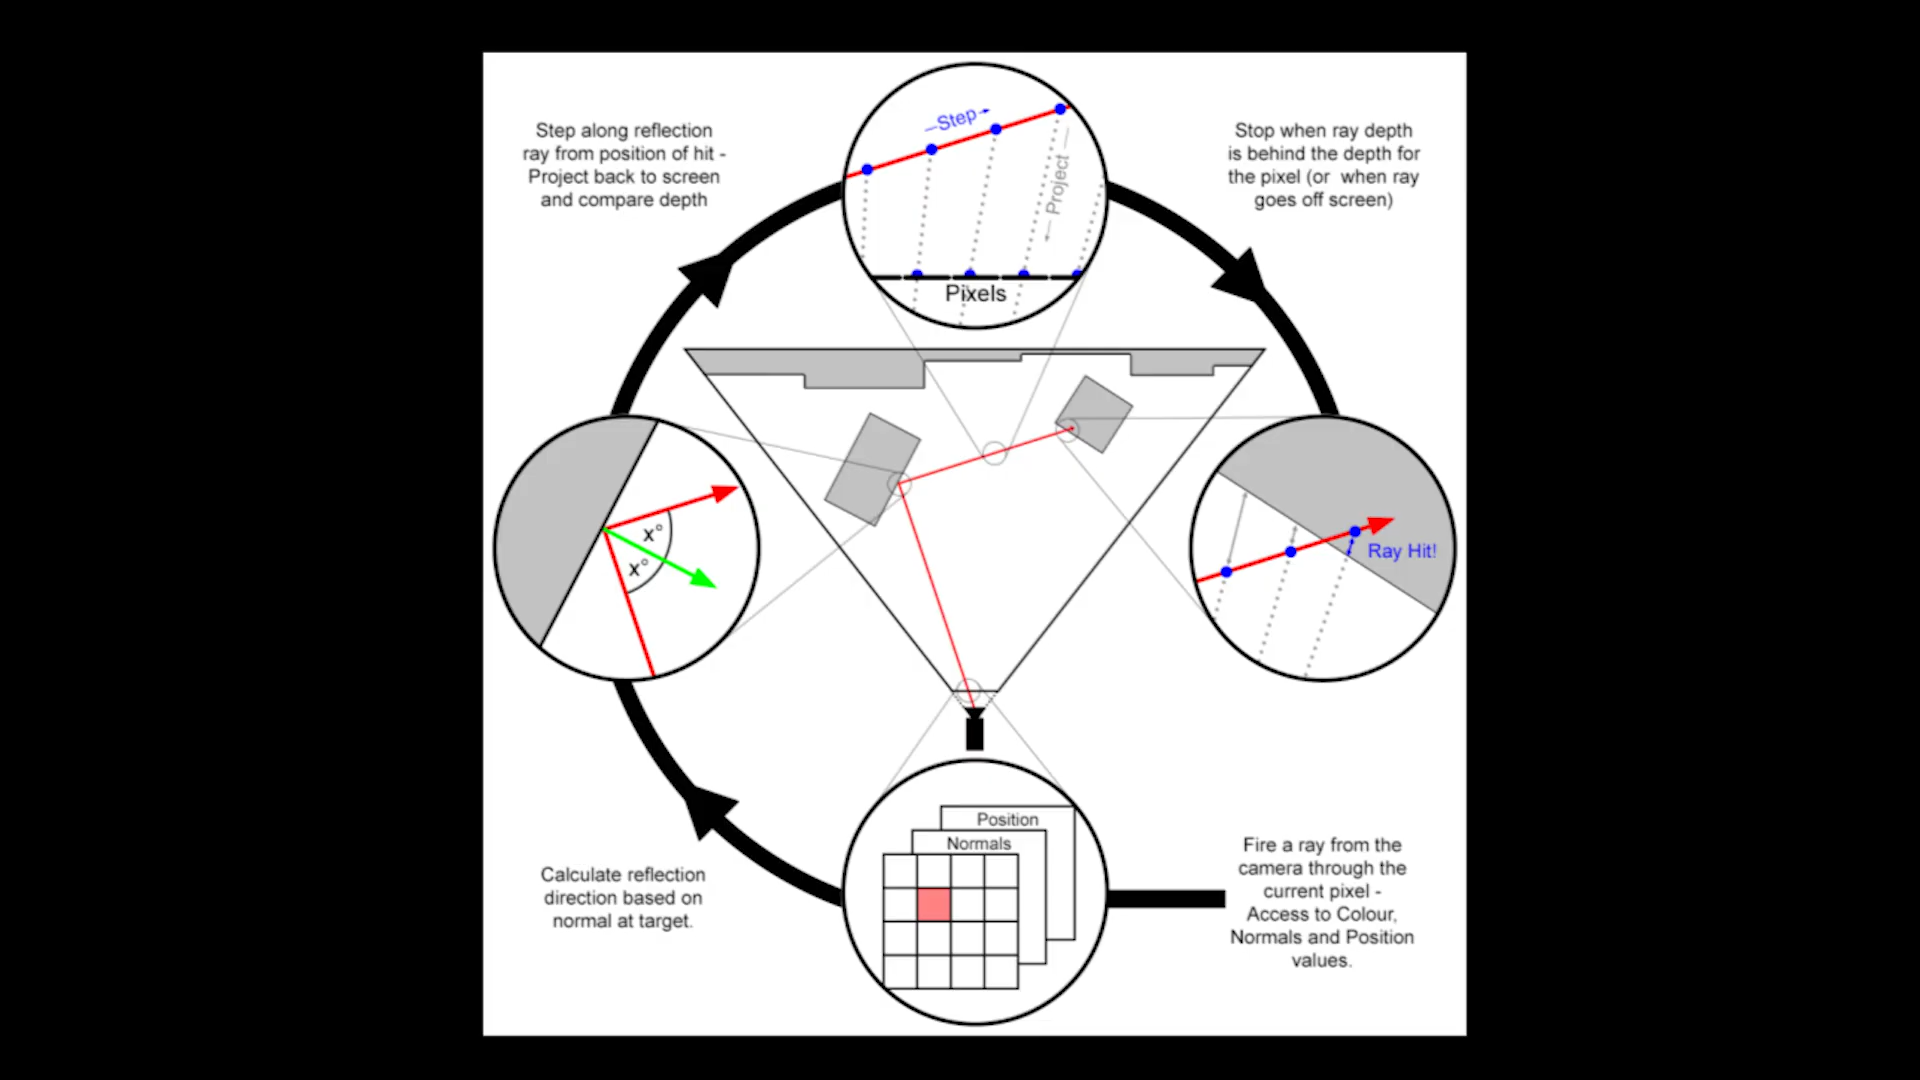 Step along reflection
ray from position of hit -
Project back to screen
and compare depth
Step
Project
Pixels
Stop when ray depth
is behind the depth for
the pixel (or when ray
goes off screen)
x°
x°
Ray Hit!
Position
Normals
Calculate reflection
direction based on
normal at target.
Fire a ray from the
camera through the
current pixel -
Access to Colour,
Normals and Position
values.